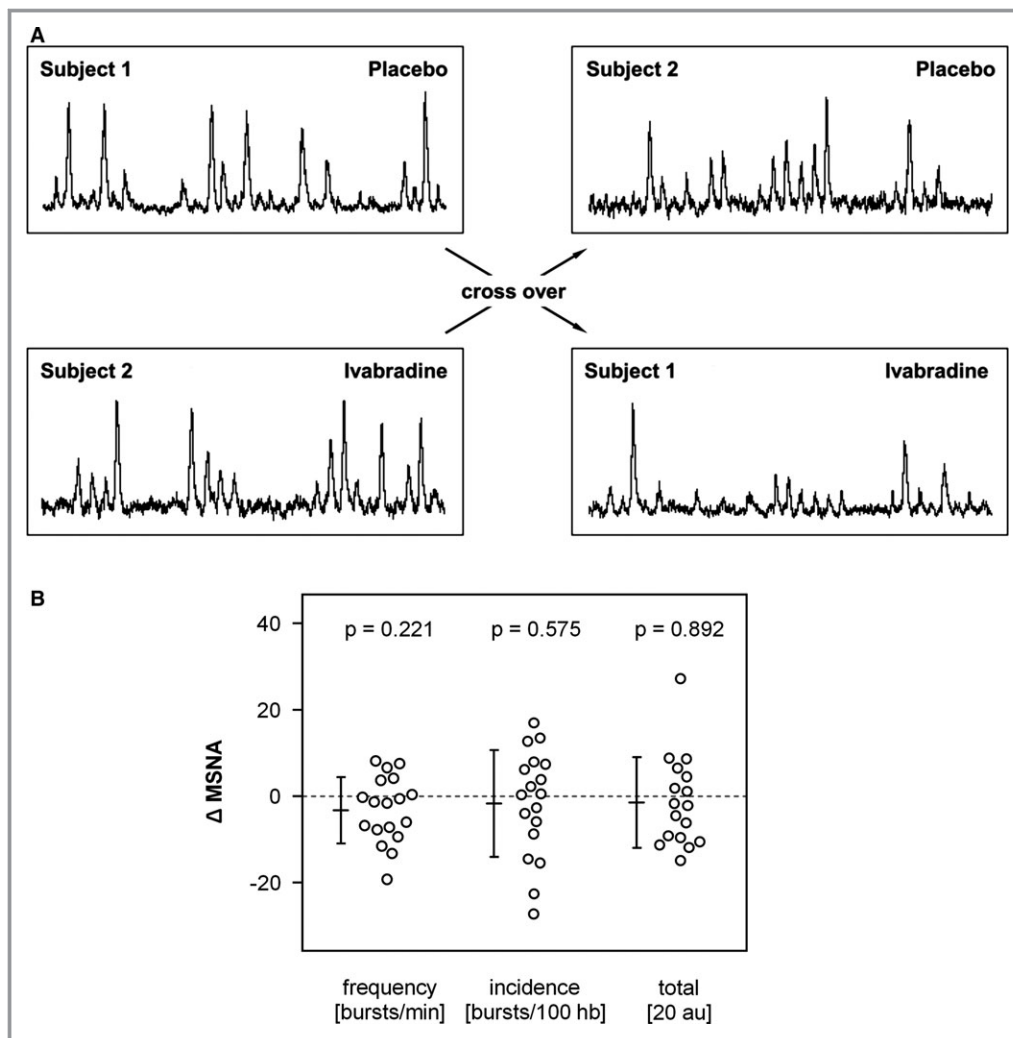 A
Subject 1 Placebo
Subject 2 Placebo
cross over
Subject 2 Ivabradine
Subject 1 Ivabradine
B
p = 0.221 p = 0.575 p = 0.892
40
20
0
-20
Δ MSNA
frequency incidence total
[bursts/min] [bursts/100 hb] [20 au]